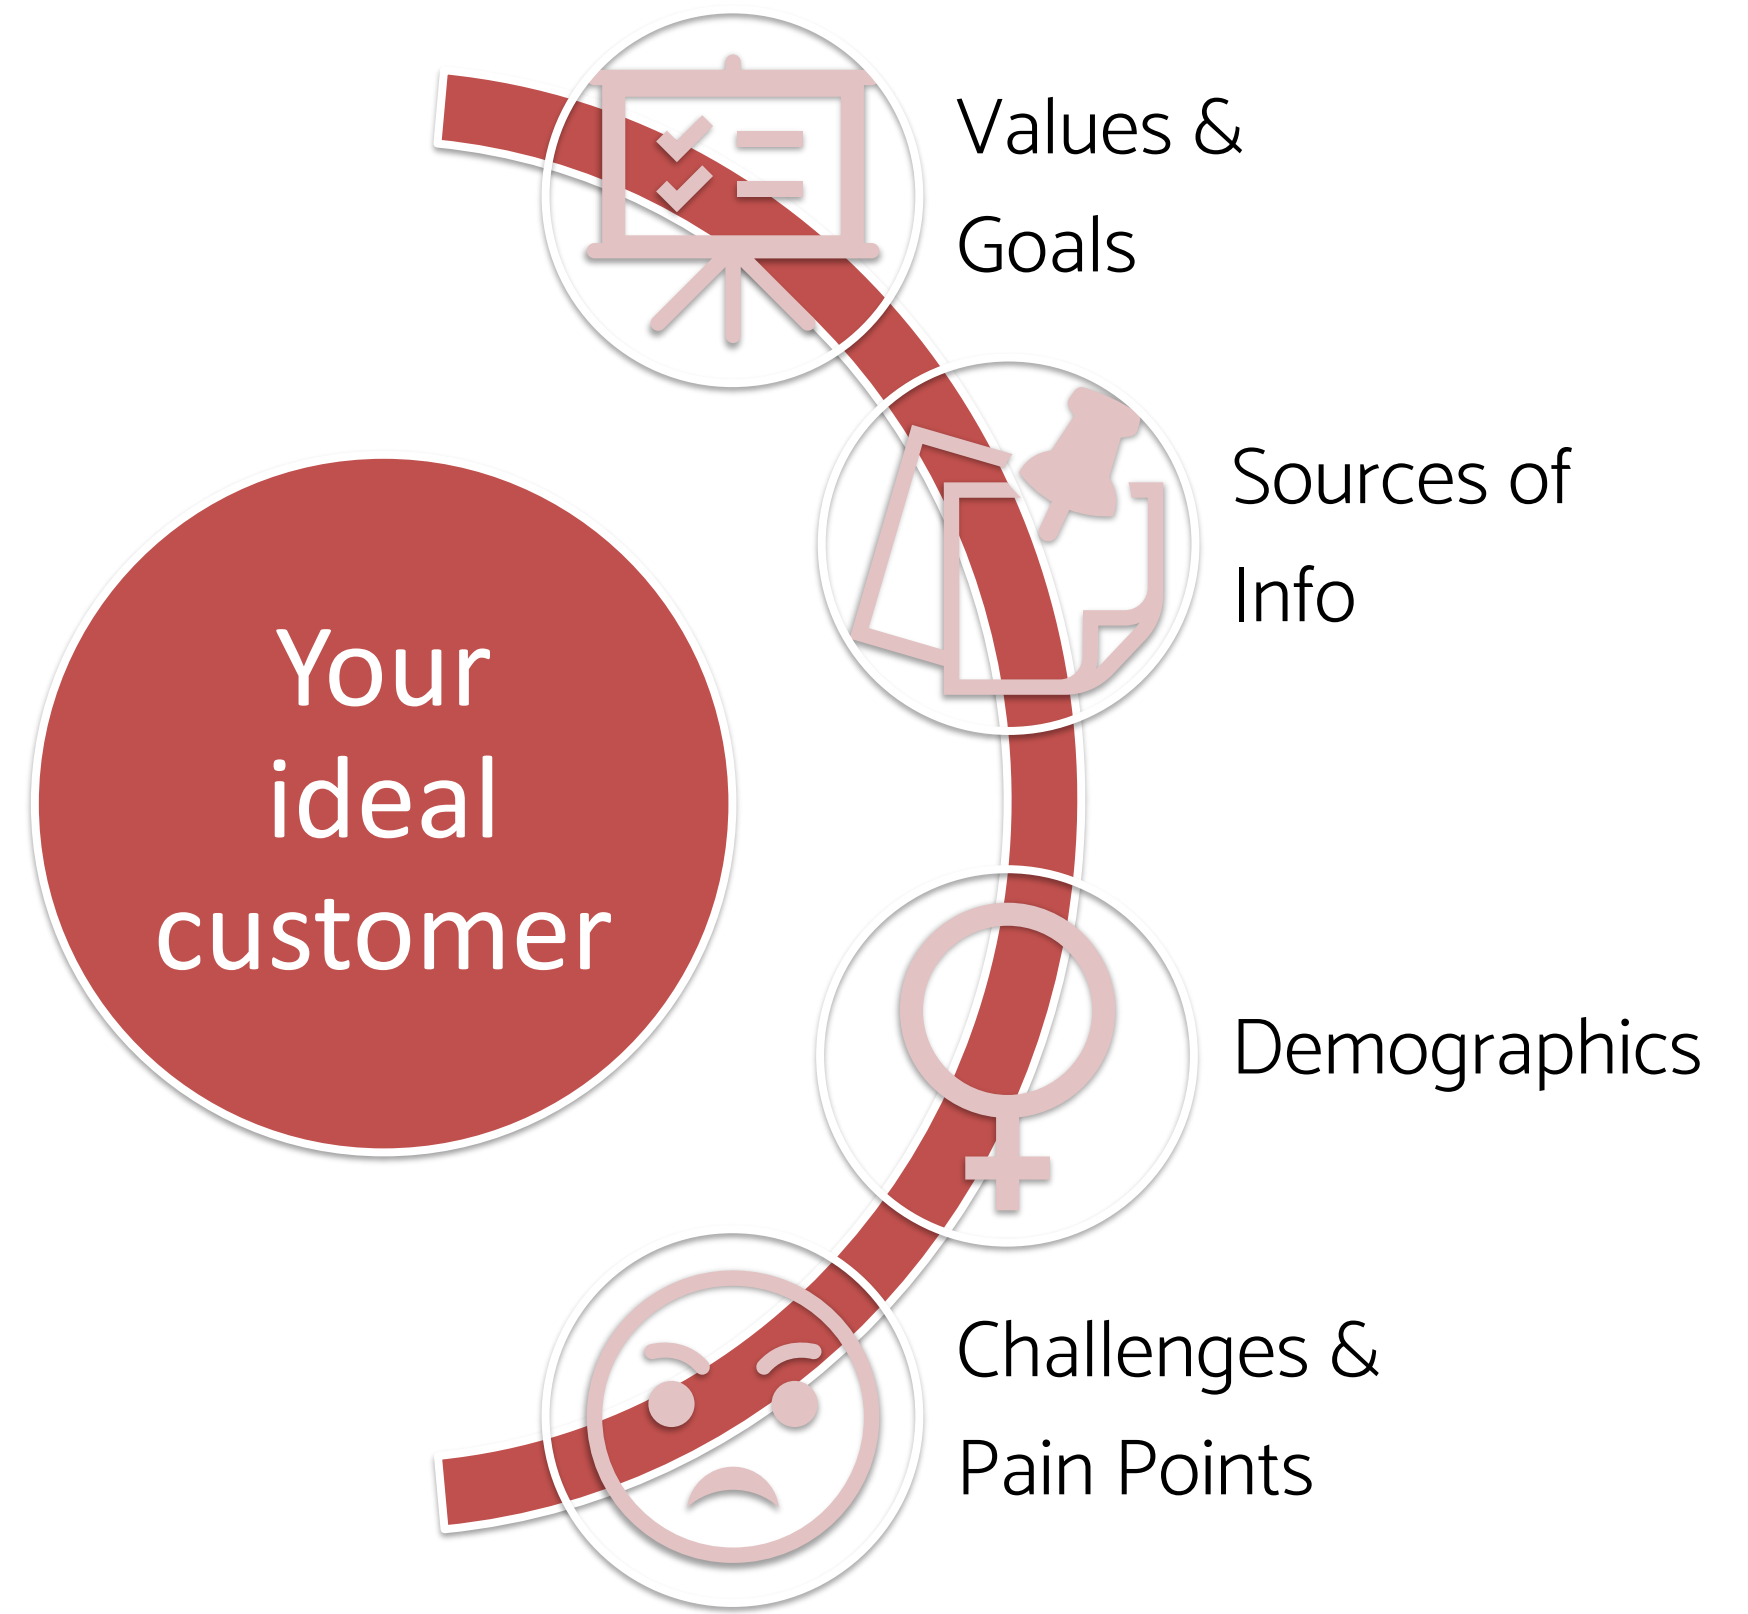 Values &
Goals
Sources of
Info
Your
ideal
customer
Demographics
Challenges &
Pain Points